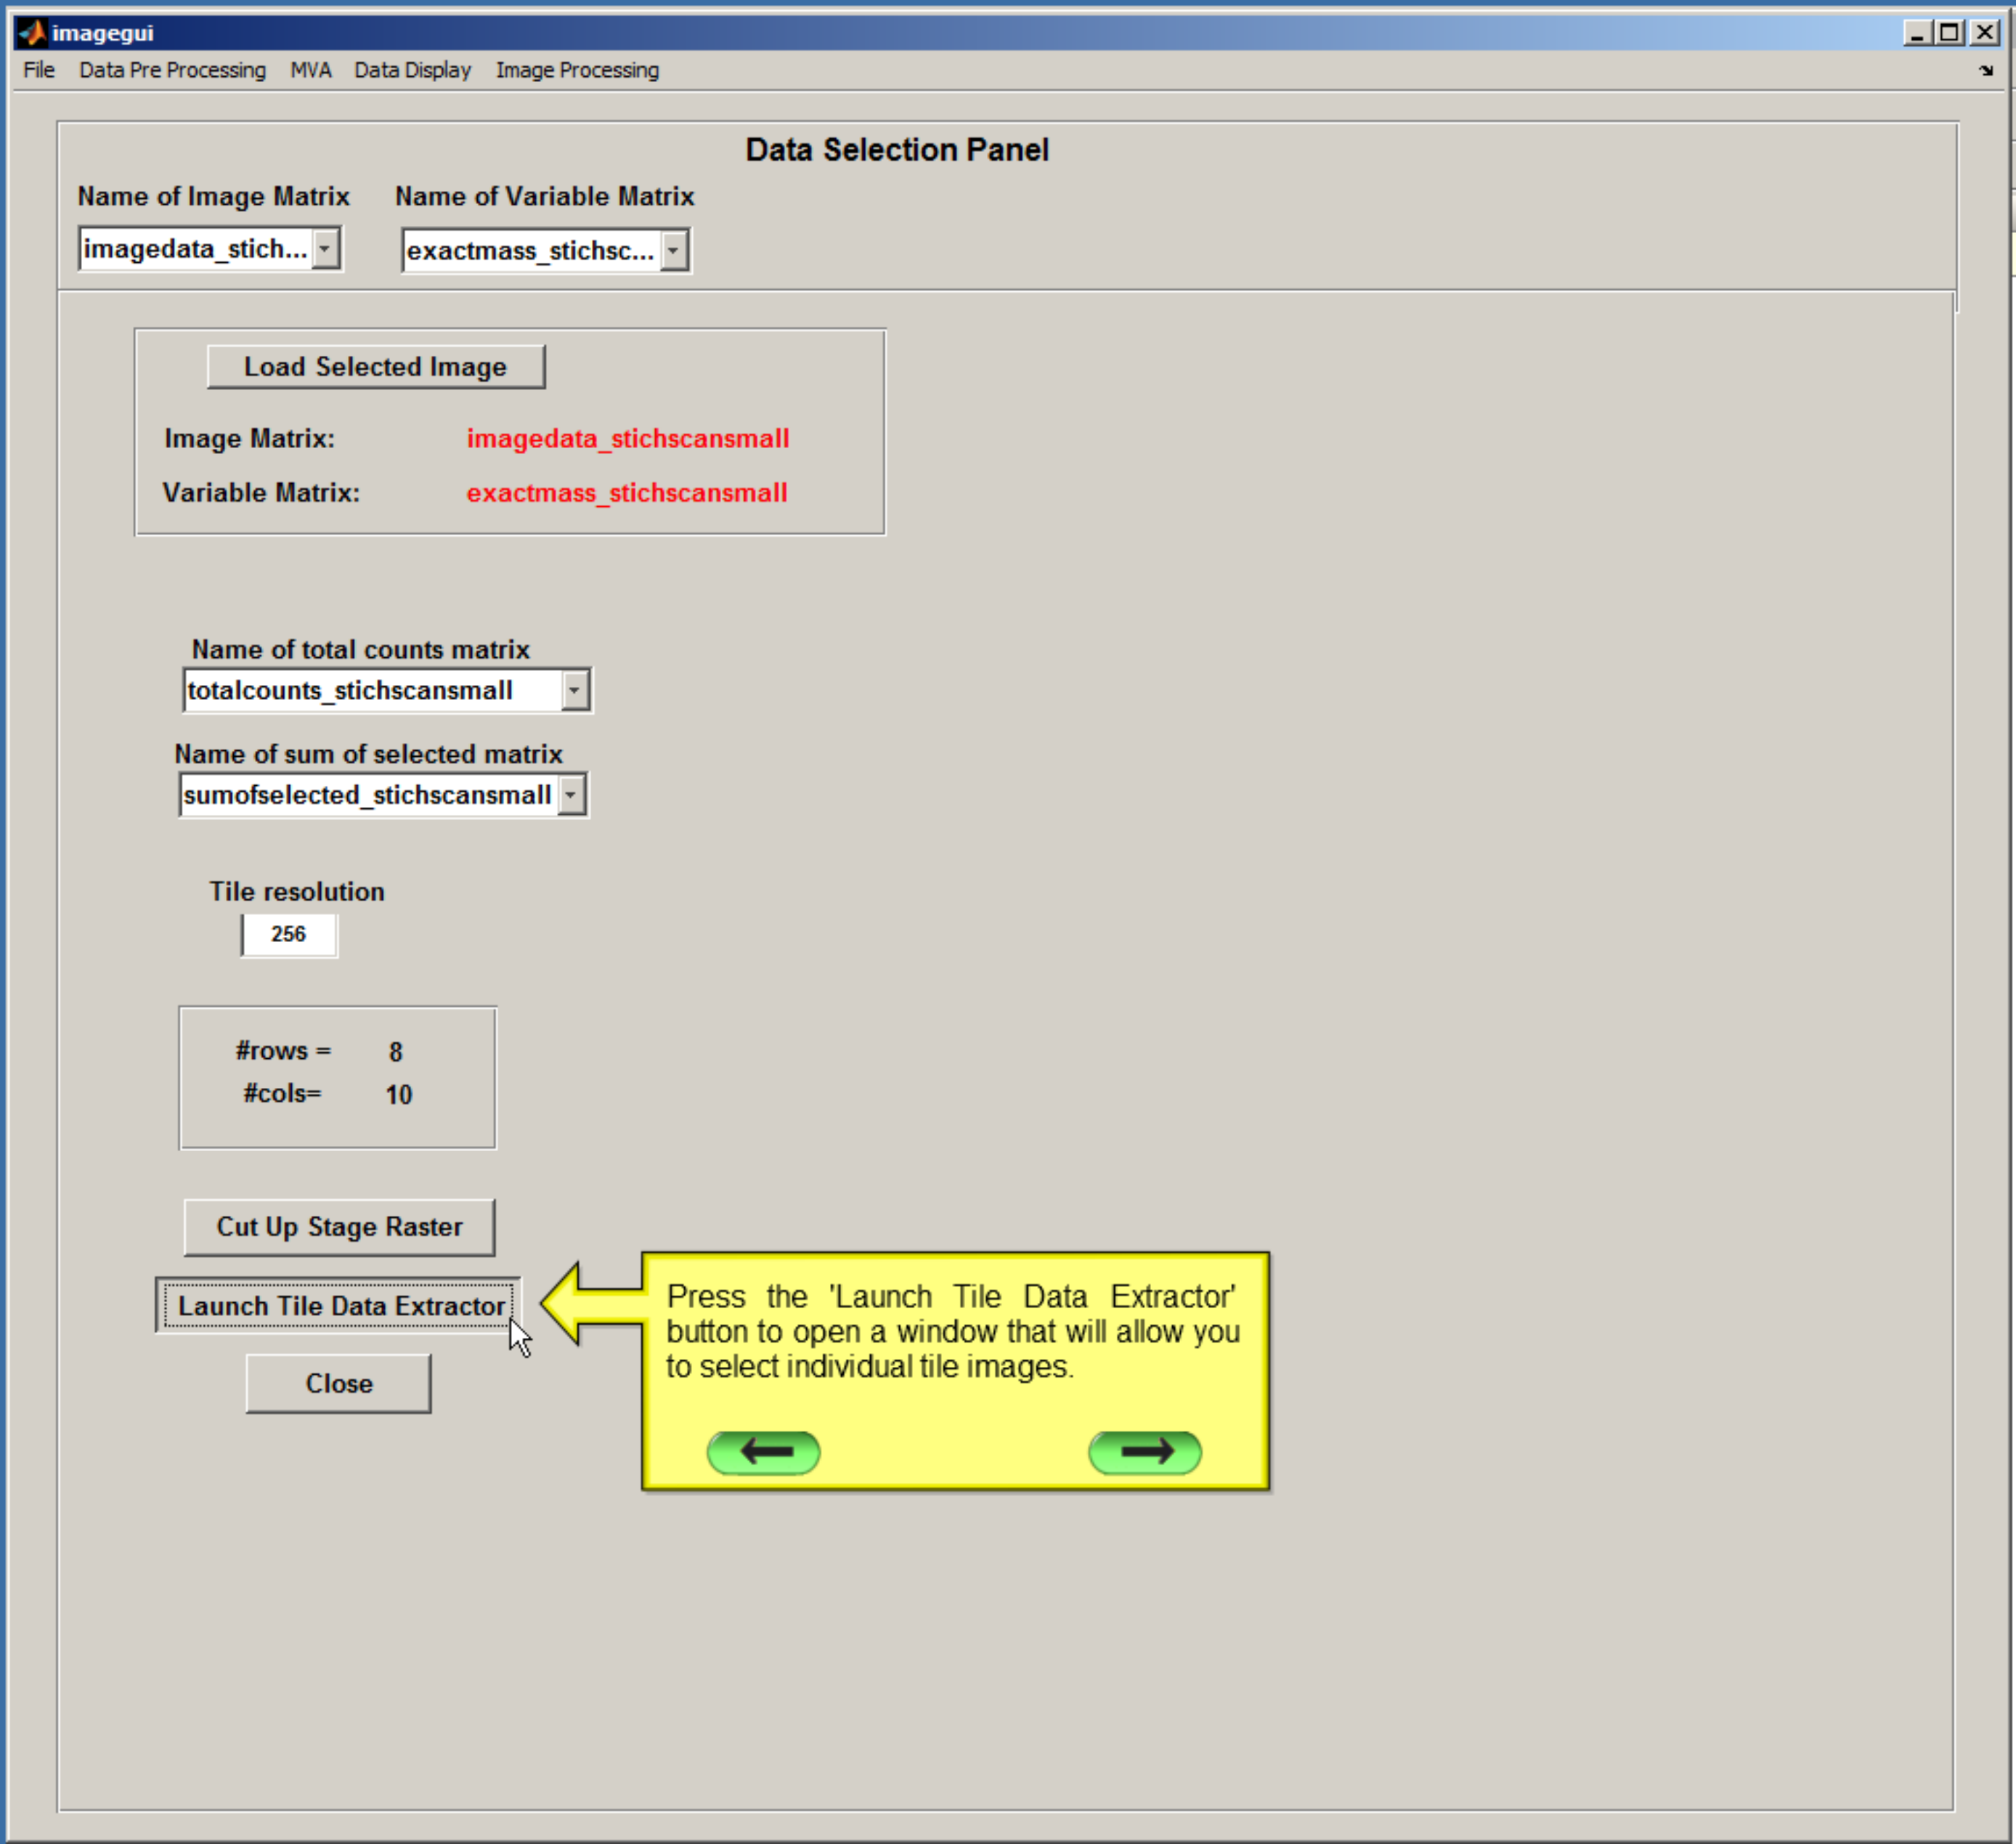 imagegui
File Data Pre Processing MVA Data Display Image Processing
Data Selection Panel
Name of Image Matrix Name of Variable Matrix
imagedata_stich... exactmass_stichsc...
Load Selected Image
Image Matrix: imagedata_stichscansmall
Variable Matrix: exactmass_stichscansmall
Name of total counts matrix
totalcounts_stichscansmall
Name of sum of selected matrix
sumofselected_stichscansmall
Tile resolution
256
#rows = 8
#cols= 10
Cut Up Stage Raster
Launch Tile Data Extractor
Close
Press the 'Launch Tile Data Extractor'
button to open a window that will allow you
to select individual tile images.